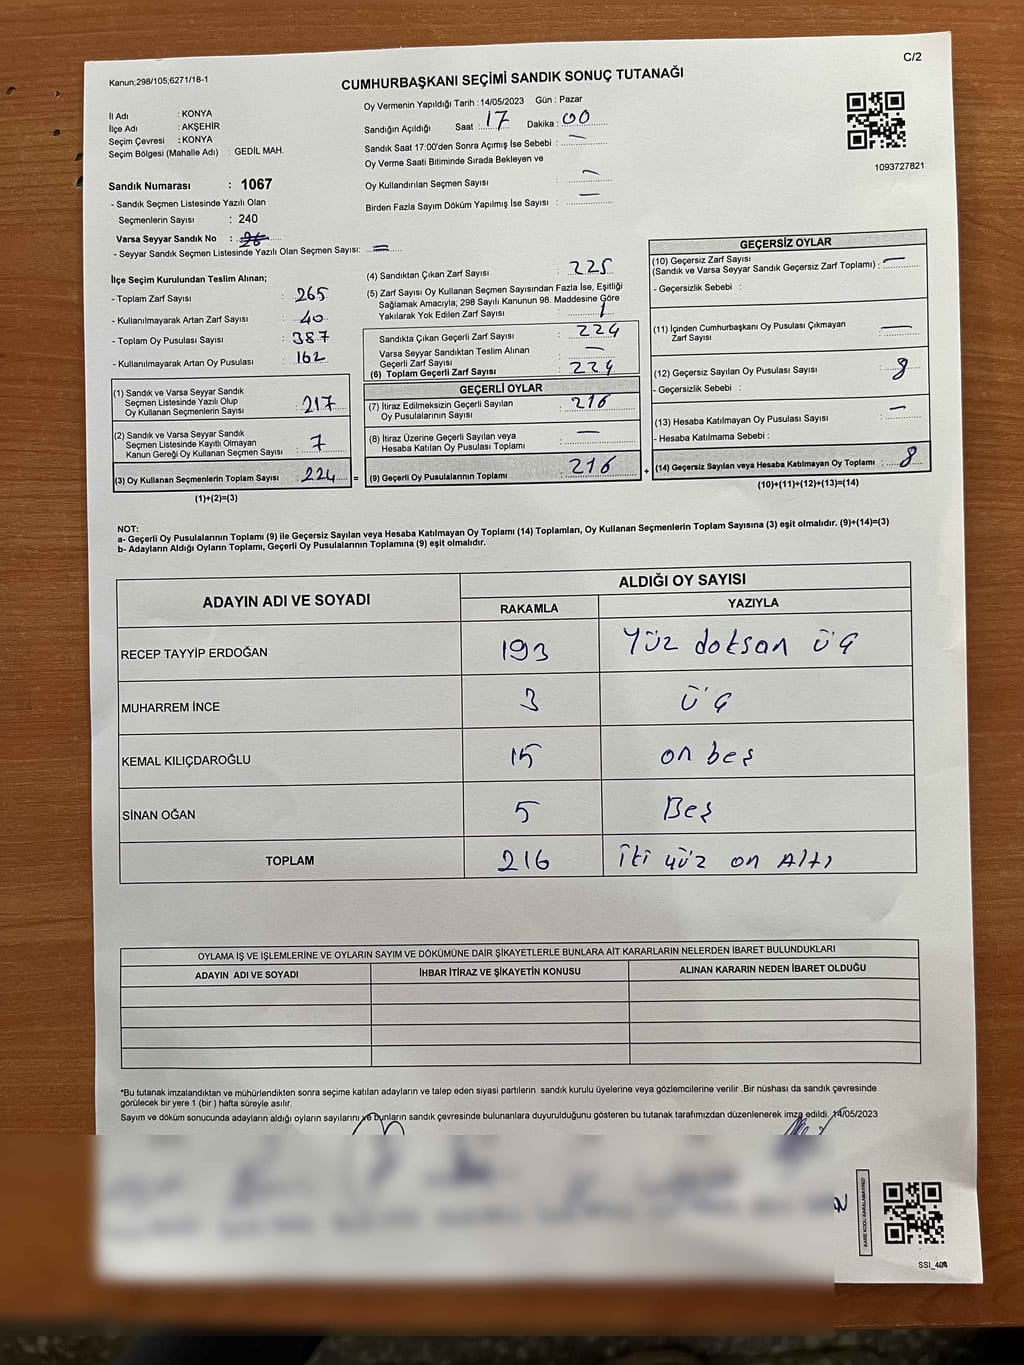 C/2
Kanun;298/105;6271/18-1
CUMHURBAŞKANI SEÇİMİ SANDIK SONUÇ TUTANAĞI
İl Adı : KONYA
İlçe Adı : AKŞEHİR
Seçim Çevresi : KONYA
Seçim Bölgesi (Mahalle Adı) : GEDİL MAH.
Sandık Numarası : 1067
- Sandık Seçmen Listesinde Yazılı Olan
Seçmenlerin Sayısı : 240
Varsa Seyyar Sandık No :
- Seyyar Sandık Seçmen Listesinde Yazılı Olan Seçmen Sayısı: =
Oy Vermenin Yapıldığı Tarih : 14/05/2023 Gün : Pazar
Sandığın Açıldığı Saat : 17 Dakika : 00
Sandık Saat 17:00'den Sonra Açımış İse Sebebi : —
Oy Verme Saati Bitiminde Sırada Bekleyen ve
Oy Kullandırılan Seçmen Sayısı : —
Birden Fazla Sayım Döküm Yapılmış İse Sayısı : —
1093727821
İlçe Seçim Kurulundan Teslim Alınan;
- Toplam Zarf Sayısı : 265
- Kullanılmayarak Artan Zarf Sayısı : 40
- Toplam Oy Pusulası Sayısı : 387
- Kullanılmayarak Artan Oy Pusulası : 162
(1) Sandık ve Varsa Seyyar Sandık
Seçmen Listesinde Yazılı Olup
Oy Kullanan Seçmenlerin Sayısı : 217
(2) Sandık ve Varsa Seyyar Sandık
Seçmen Listesinde Kayıtlı Olmayan
Kanun Gereği Oy Kullanan Seçmen Sayısı : 7
(3) Oy Kullanan Seçmenlerin Toplam Sayısı : 224 =
(1)+(2)=(3)
(4) Sandıktan Çıkan Zarf Sayısı : 225
(5) Zarf Sayısı Oy Kullanan Seçmen Sayısından Fazla İse, Eşitliği
Sağlamak Amacıyla; 298 Sayılı Kanunun 98. Maddesine Göre
Yakılarak Yok Edilen Zarf Sayısı : 1
Sandıkta Çıkan Geçerli Zarf Sayısı : 224
Varsa Seyyar Sandıktan Teslim Alınan
Geçerli Zarf Sayısı : —
(6) Toplam Geçerli Zarf Sayısı : 224
GEÇERLİ OYLAR
(7) İtiraz Edilmeksizin Geçerli Sayılan
Oy Pusulalarının Sayısı : 216
(8) İtiraz Üzerine Geçerli Sayılan veya
Hesaba Katılan Oy Pusulası Toplamı : —
(9) Geçerli Oy Pusulalarının Toplamı : 216 +
GEÇERSİZ OYLAR
(10) Geçersiz Zarf Sayısı
(Sandık ve Varsa Seyyar Sandık Geçersiz Zarf Toplamı) : —
- Geçersizlik Sebebi :
(11) İçinden Cumhurbaşkanı Oy Pusulası Çıkmayan
Zarf Sayısı : —
(12) Geçersiz Sayılan Oy Pusulası Sayısı : 8
- Geçersizlik Sebebi :
(13) Hesaba Katılmayan Oy Pusulası Sayısı : —
- Hesaba Katılmama Sebebi :
(14) Geçersiz Sayılan veya Hesaba Katılmayan Oy Toplamı : 8
(10)+(11)+(12)+(13)=(14)
NOT:
a- Geçerli Oy Pusulalarının Toplamı (9) ile Geçersiz Sayılan veya Hesaba Katılmayan Oy Toplamı (14) Toplamları, Oy Kullanan Seçmenlerin Toplam Sayısına (3) eşit olmalıdır. (9)+(14)=(3)
b- Adayların Aldığı Oyların Toplamı, Geçerli Oy Pusulalarının Toplamına (9) eşit olmalıdır.
ADAYIN ADI VE SOYADI ALDIĞI OY SAYISI
RAKAMLA YAZIYLA
RECEP TAYYİP ERDOĞAN 193 Yüz doksan üç
MUHARREM İNCE 3 üç
KEMAL KILIÇDAROĞLU 15 on beş
SİNAN OĞAN 5 Beş
TOPLAM 216 iki yüz on Altı
OYLAMA İŞ VE İŞLEMLERİNE VE OYLARIN SAYIM VE DÖKÜMÜNE DAİR ŞİKAYETLERLE BUNLARA AİT KARARLARIN NELERDEN İBARET BULUNDUKLARI
ADAYIN ADI VE SOYADI İHBAR İTİRAZ VE ŞİKAYETİN KONUSU ALINAN KARARIN NEDEN İBARET OLDUĞU
*Bu tutanak imzalandıktan ve mühürlendikten sonra seçime katılan adayların ve talep eden siyasi partilerin sandık kurulu üyelerine veya gözlemcilerine verilir .Bir nüshası da sandık çevresinde
görülecek bir yere 1 (bir ) hafta süreyle asılır.
Sayım ve döküm sonucunda adayların aldığı oyların sayılarını ve bunların sandık çevresinde bulunanlara duyurulduğunu gösteren bu tutanak tarafımızdan düzenlenerek imza edildi. 14/05/2023
KARE KODU KARALAMAYINIZ!